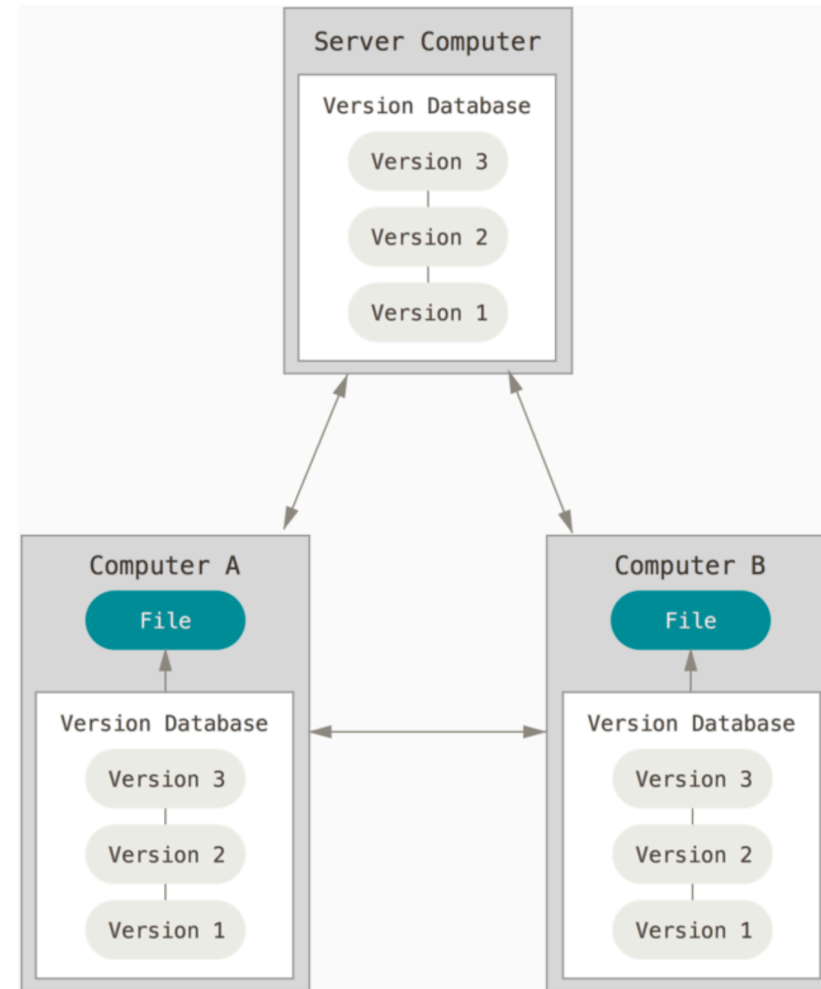 Server Computer
Version Database
Version 3
Version 2
Version 1
Computer A
File
Version Database
Version 3
Version 2
Version 1
Computer B
File
Version Database
Version 3
Version 2
Version 1